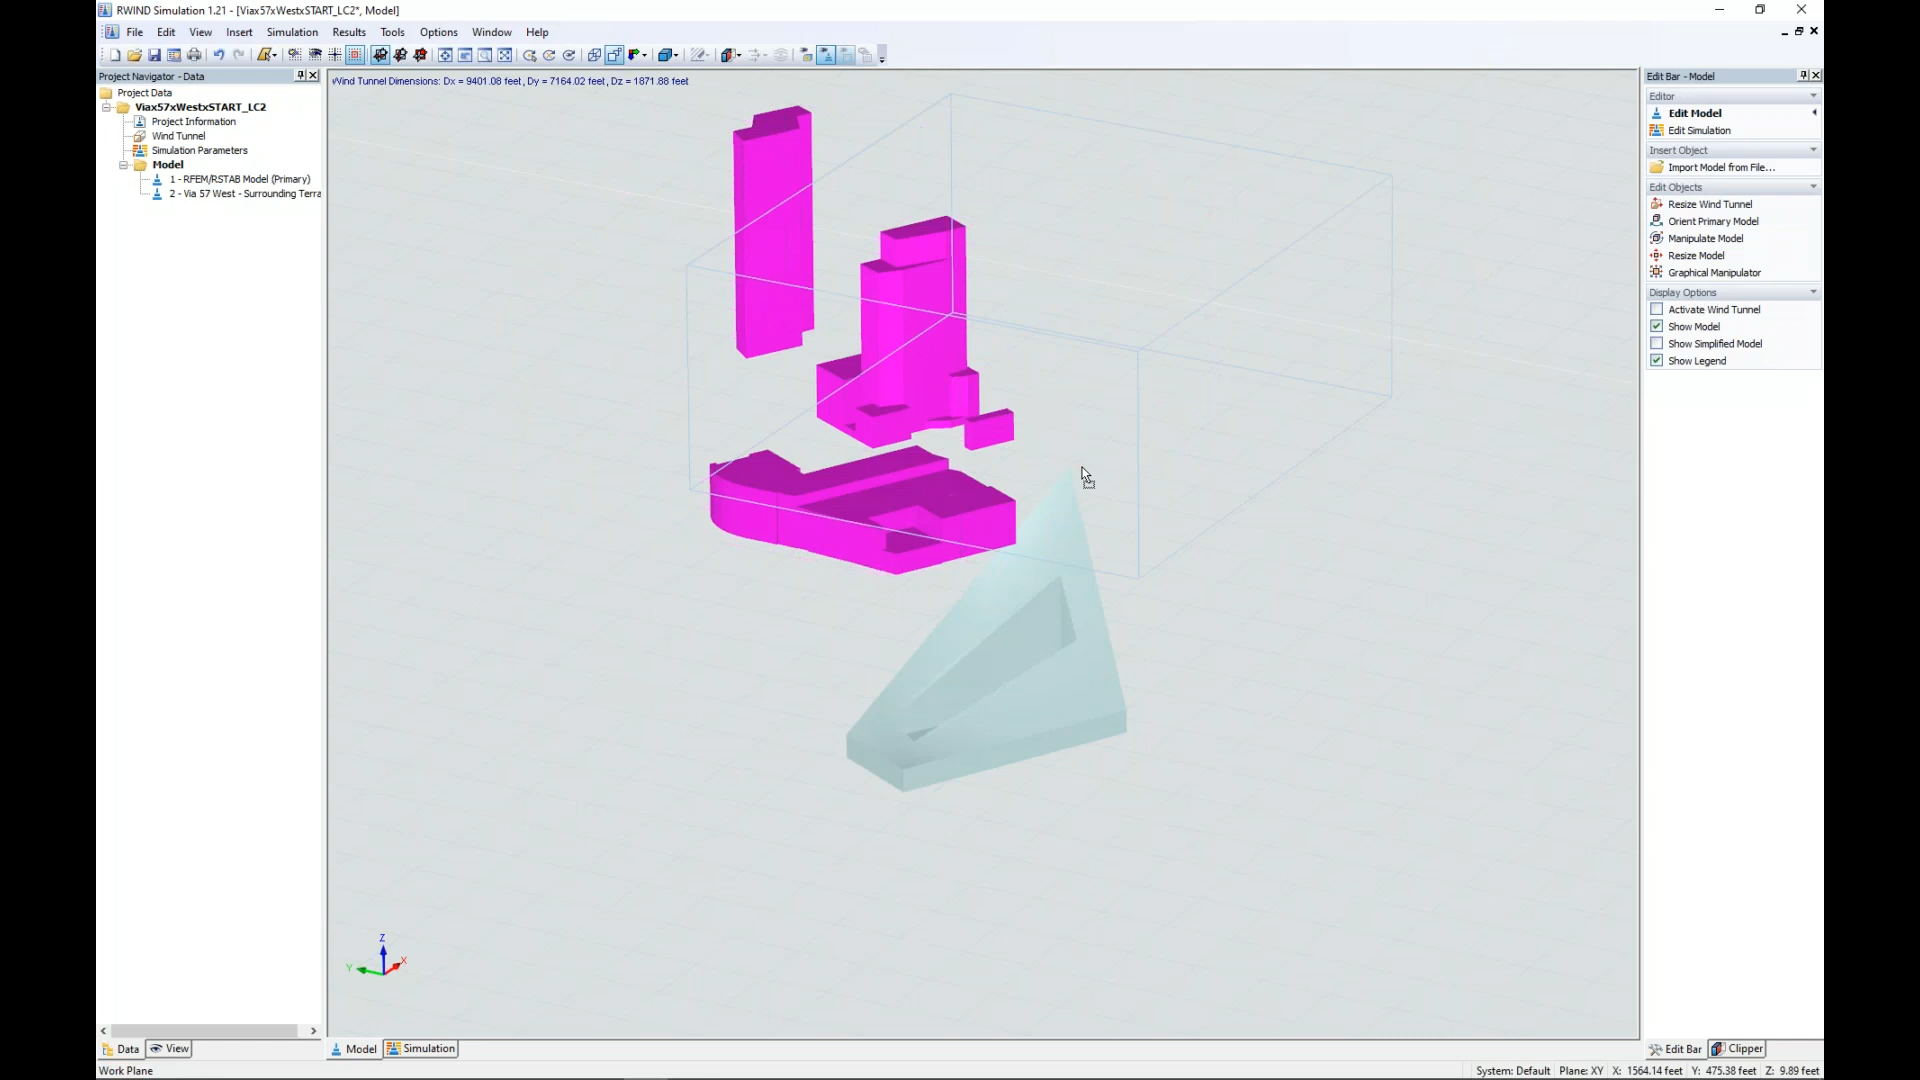 RWIND Simulation 1.21 - [Viax57xWestxSTART_LC2*, Model]
File Edit View Insert Simulation Results Tools Options Window Help
Project Navigator - Data
Project Data
Viax57xWestxSTART_LC2
Project Information
Wind Tunnel
Simulation Parameters
Model
1 - RFEM/RSTAB Model (Primary)
2 - Via 57 West - Surrounding Terra
Data View
Wind Tunnel Dimensions: Dx = 9401.08 feet, Dy = 7164.02 feet, Dz = 1871.88 feet
Z
Y
X
Model Simulation
Edit Bar - Model
Editor
Edit Model
Edit Simulation
Insert Object
Import Model from File...
Edit Objects
Resize Wind Tunnel
Orient Primary Model
Manipulate Model
Resize Model
Graphical Manipulator
Display Options
Activate Wind Tunnel
Show Model
Show Simplified Model
Show Legend
Edit Bar Clipper
Work Plane
System: Default Plane: XY X: 1564.14 feet Y: 475.38 feet Z: 9.89 feet